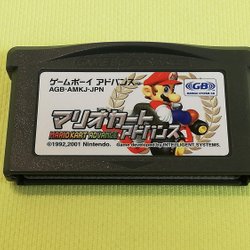 ゲームボーイ アドバンス
AGB-AMKJ-JPN
GB
マリオカート
MARIO KART ADVANCE
アドバンス
©1992,2001 Nintendo.
Game developed by INTELLIGENT SYSTEMS.